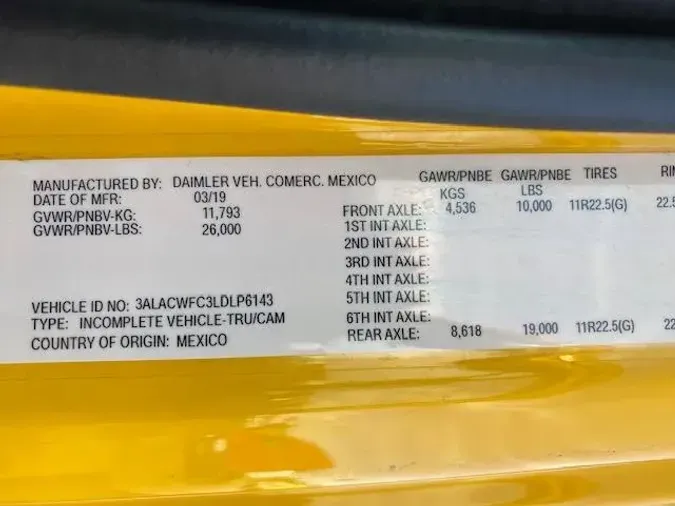 MANUFACTURED BY: DAIMLER VEH. COMERC. MEXICO
DATE OF MFR: 03/19
GVWR/PNBV-KG: 11,793
GVWR/PNBV-LBS: 26,000
VEHICLE ID NO: 3ALACWFC3LDLP6143
TYPE: INCOMPLETE VEHICLE-TRU/CAM
COUNTRY OF ORIGIN: MEXICO
GAWR/PNBE GAWR/PNBE TIRES
KGS LBS
FRONT AXLE: 4,536 10,000 11R22.5(G)
1ST INT AXLE:
2ND INT AXLE:
3RD INT AXLE:
4TH INT AXLE:
5TH INT AXLE:
6TH INT AXLE:
REAR AXLE: 8,618 19,000 11R22.5(G)